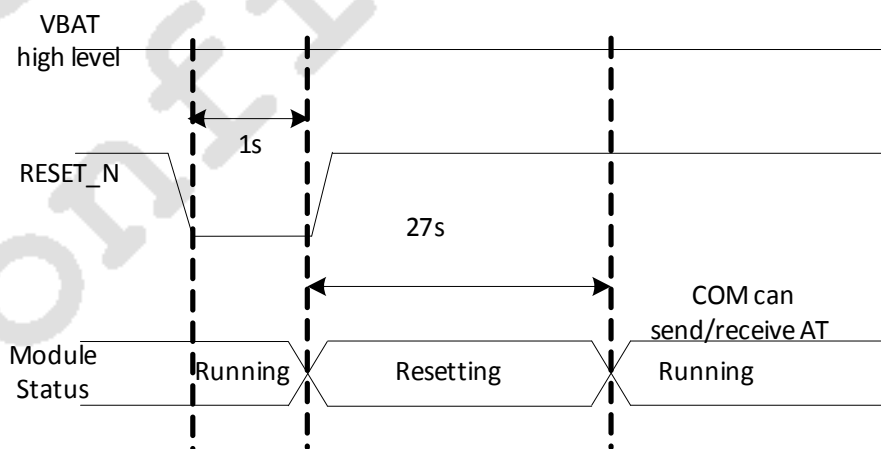 VBAT
high level
1s
RESET_N
27s
COM can
send/receive AT
Module
Status
Running
Resetting
Running